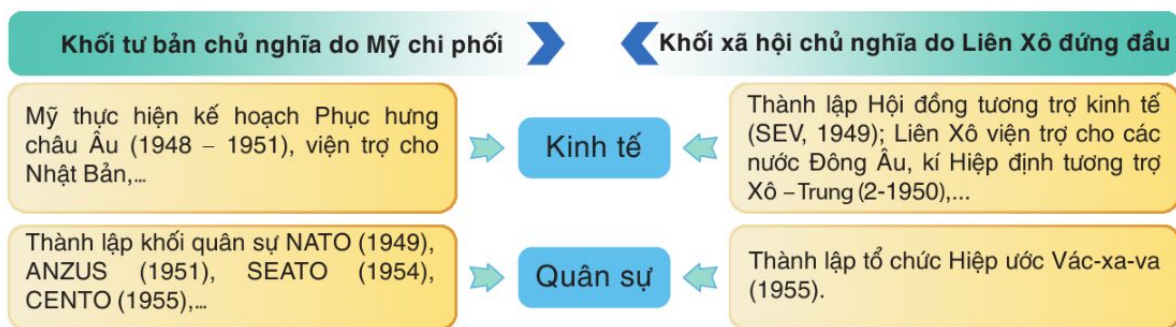 Khối tư bản chủ nghĩa do Mỹ chi phối
Khối xã hội chủ nghĩa do Liên Xô đứng đầu
Mỹ thực hiện kế hoạch Phục hưng
châu Âu (1948 – 1951), viện trợ cho
Nhật Bản,...
Kinh tế
Thành lập Hội đồng tương trợ kinh tế
(SEV, 1949); Liên Xô viện trợ cho các
nước Đông Âu, kí Hiệp định tương trợ
Xô – Trung (2-1950),...
Thành lập khối quân sự NATO (1949),
ANZUS (1951), SEATO (1954),
CENTO (1955),...
Quân sự
Thành lập tổ chức Hiệp ước Vác-xa-va
(1955).